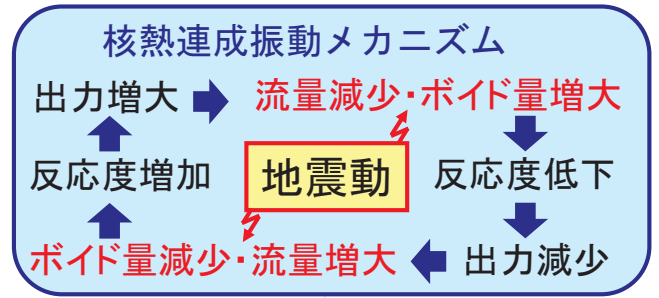 核熱連成振動メカニズム
出力増大 流量減少・ボイド量増大
反応度増加 地震動 反応度低下
ボイド量減少・流量増大 出力減少